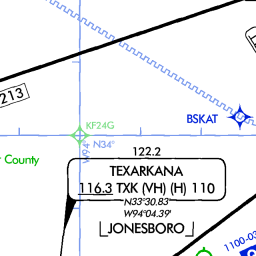 213
KF24G
N34°
W94°
BSKAT
County
122.2
TEXARKANA
116.3 TXK (VH) (H) 110
N33°30.83'
W94°04.39'
JONESBORO
1100-03